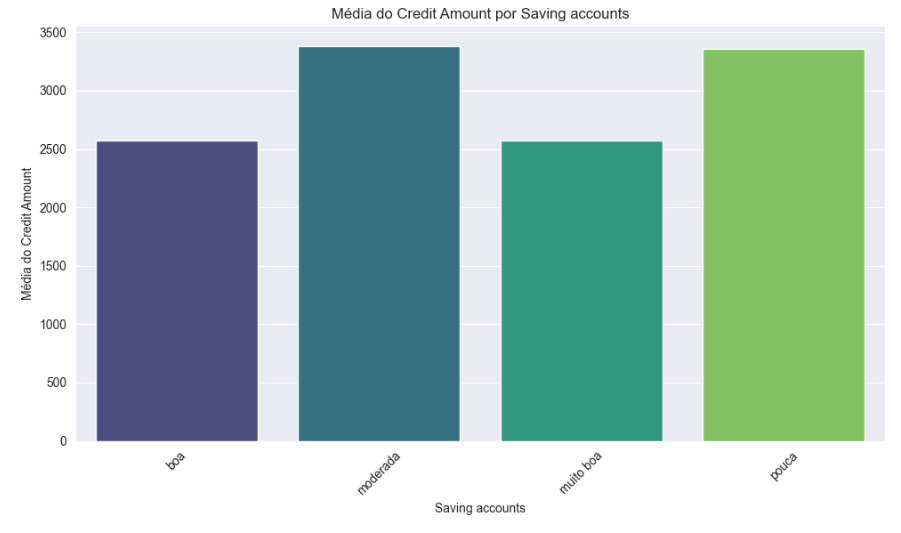 Média do Credit Amount por Saving accounts
3500
3000
2500
2000
1500
1000
500
0
Média do Credit Amount
boa
moderada
muito boa
pouca
Saving accounts